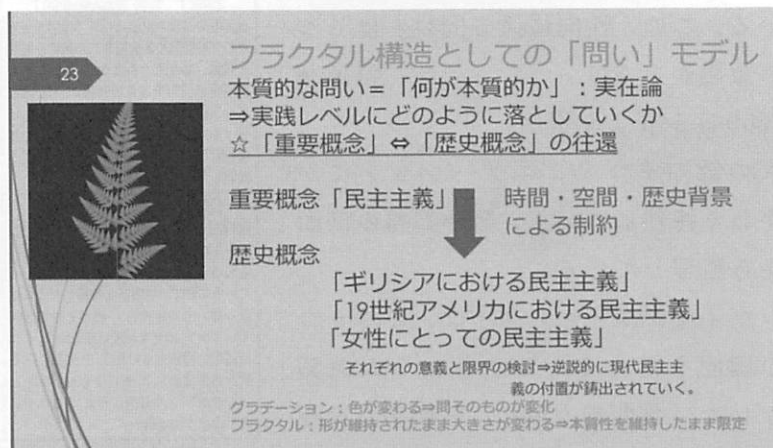 23
フラクタル構造としての「問い」モデル
本質的な問い=「何が本質的か」:実在論
⇒実践レベルにどのように落としていくか
☆「重要概念」⇔「歴史概念」の往還
重要概念「民主主義」
時間・空間・歴史背景
による制約
歴史概念
「ギリシアにおける民主主義」
「19世紀アメリカにおける民主主義」
「女性にとっての民主主義」
それぞれの意義と限界の検討⇒逆説的に現代民主主
義の付置が鋳出されていく。
グラデーション:色が変わる⇒問そのものが変化
フラクタル:形が維持されたまま大きさが変わる⇒本質性を維持したまま限定